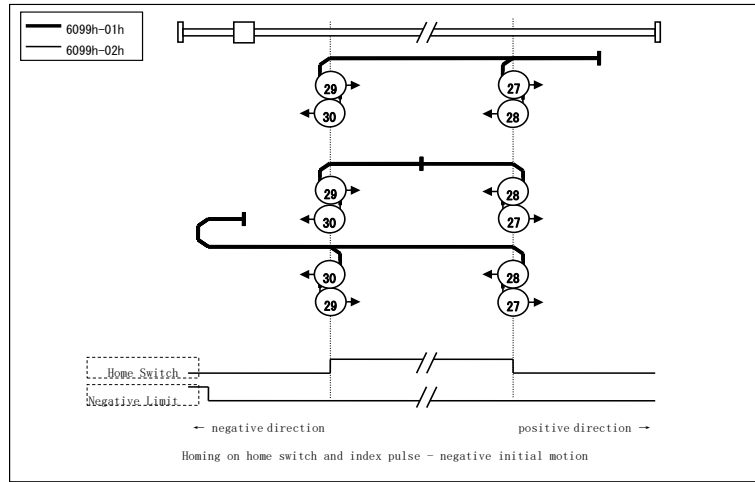 6099h-01h
6099h-02h
29
27
30
28
29
28
30
27
30
28
29
27
Home Switch
Negative Limit
← negative direction
positive direction →
Homing on home switch and index pulse – negative initial motion